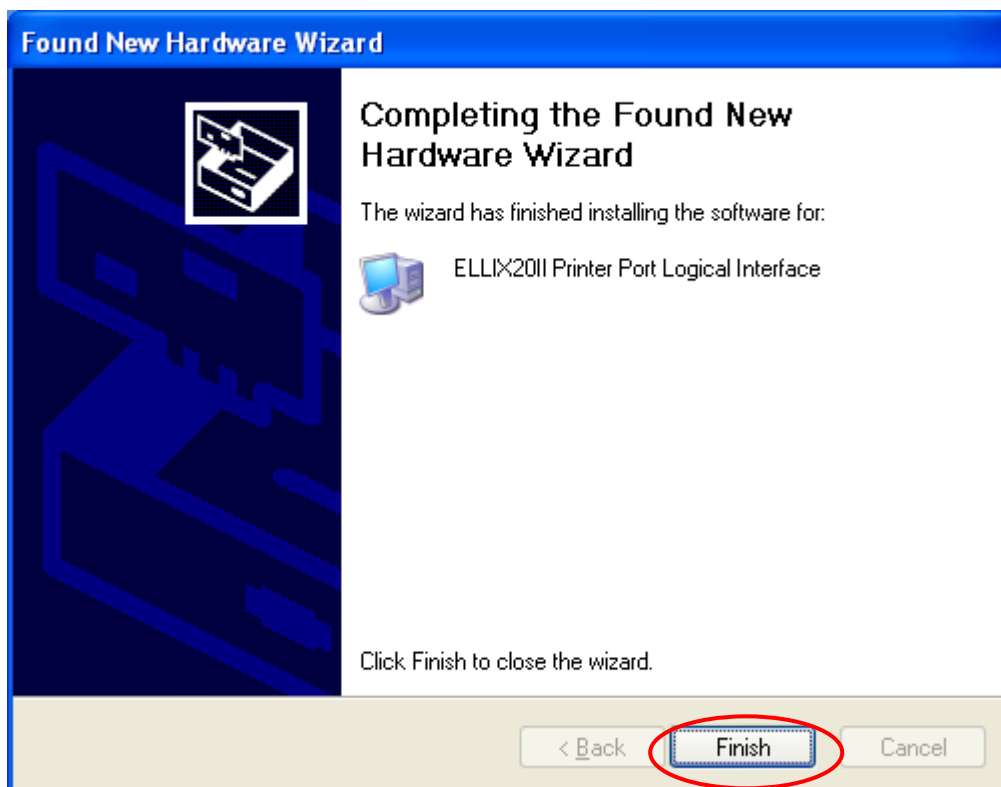 Found New Hardware Wizard
Completing the Found New
Hardware Wizard
The wizard has finished installing the software for:
ELLIX20II Printer Port Logical Interface
Click Finish to close the wizard.
< Back Finish Cancel